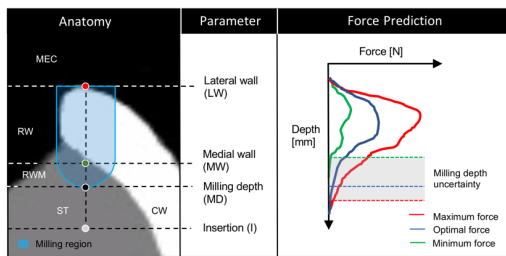 Anatomy
Parameter
Force Prediction
MEC
RW
RWM
ST
CW
Milling region
Lateral wall
(LW)
Medial wall
(MW)
Milling depth
(MD)
Insertion (I)
Force [N]
Depth
[mm]
Milling depth
uncertainty
Maximum force
Optimal force
Minimum force